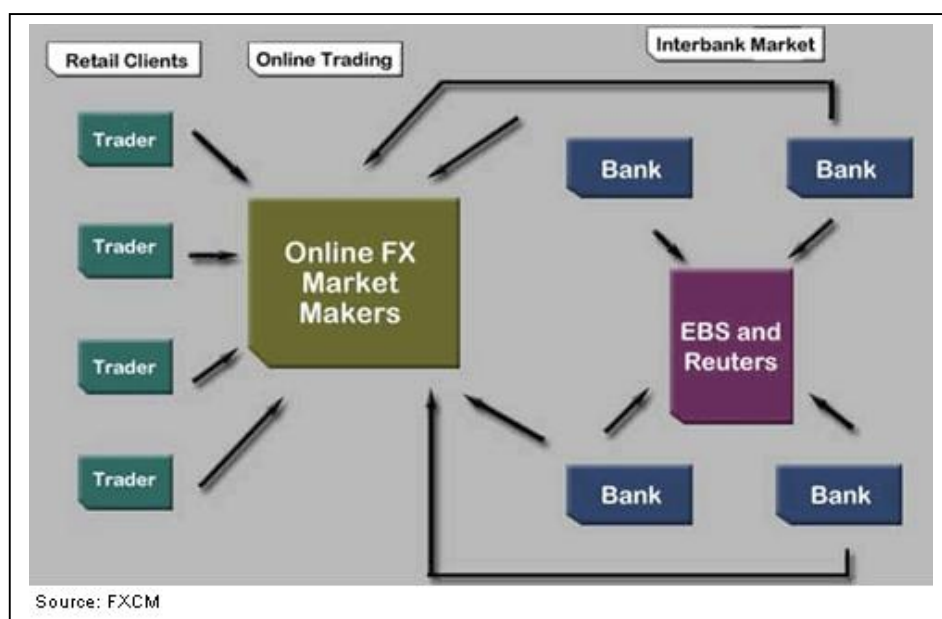 Retail Clients
Online Trading
Interbank Market
Trader
Trader
Trader
Trader
Online FX
Market
Makers
Bank
Bank
EBS and
Reuters
Bank
Bank
Source: FXCM